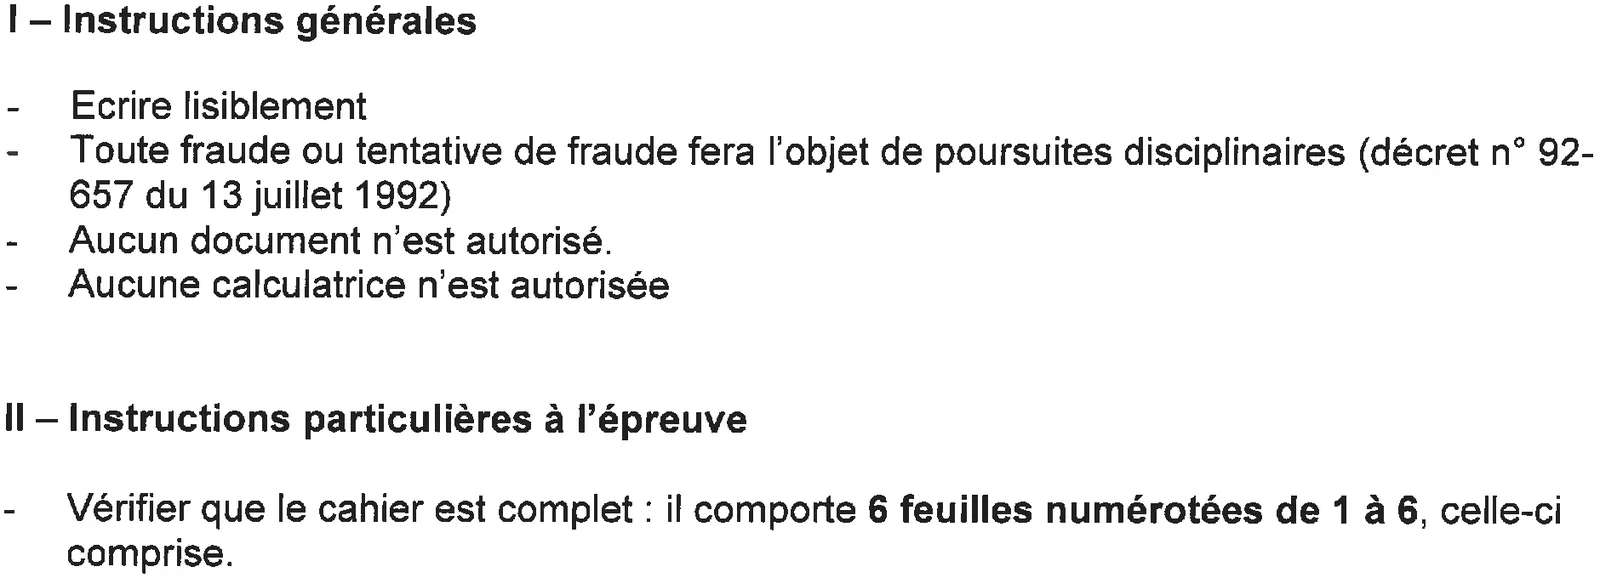 I – Instructions générales
- Ecrire lisiblement
- Toute fraude ou tentative de fraude fera l'objet de poursuites disciplinaires (décret n° 92-
657 du 13 juillet 1992)
- Aucun document n'est autorisé.
- Aucune calculatrice n'est autorisée
II – Instructions particulières à l'épreuve
- Vérifier que le cahier est complet : il comporte 6 feuilles numérotées de 1 à 6, celle-ci
comprise.